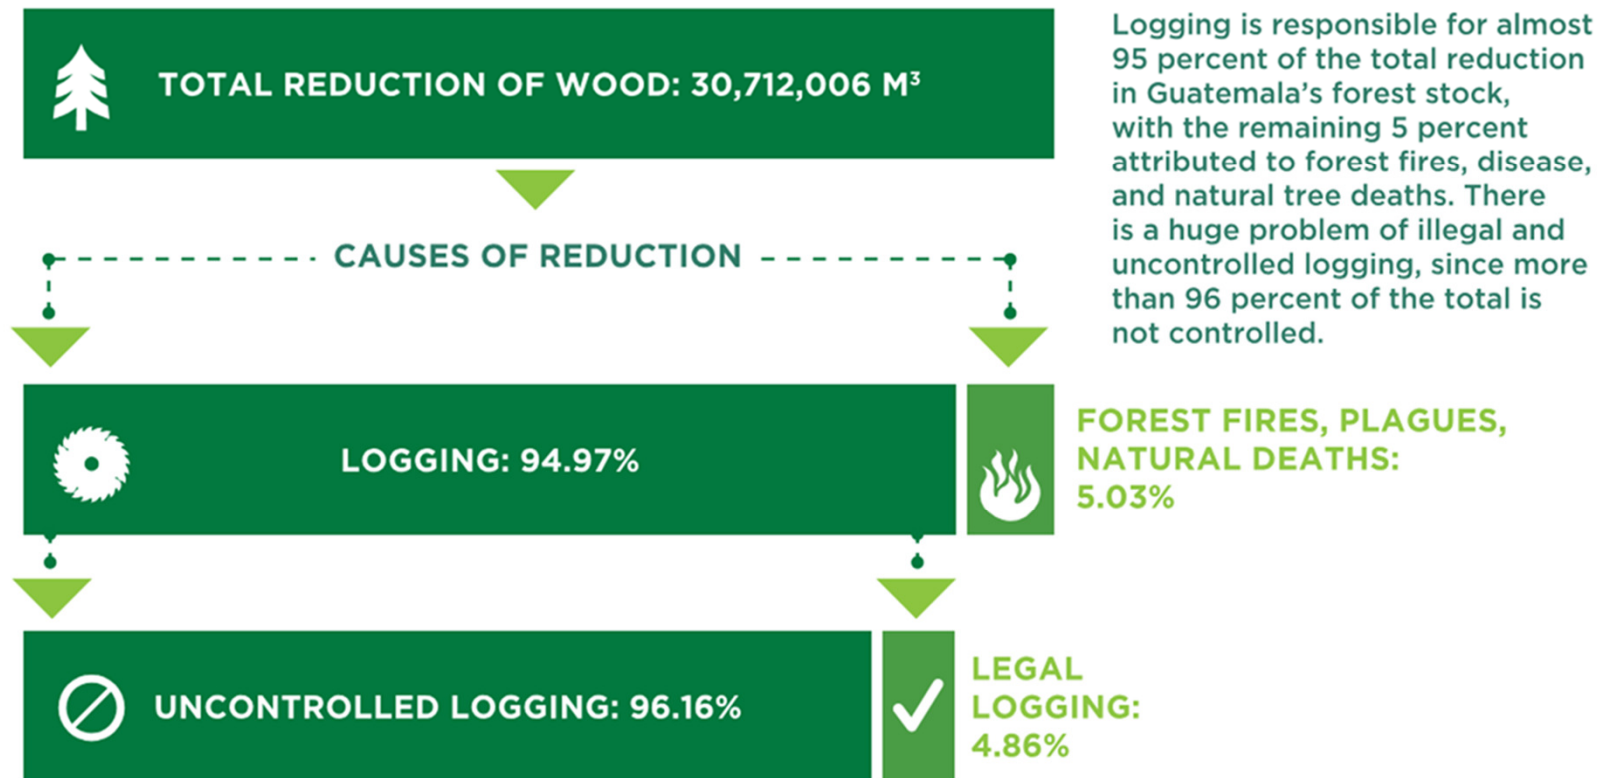 TOTAL REDUCTION OF WOOD: 30,712,006 M³
Logging is responsible for almost
95 percent of the total reduction
in Guatemala’s forest stock,
with the remaining 5 percent
attributed to forest fires, disease,
and natural tree deaths. There
is a huge problem of illegal and
uncontrolled logging, since more
than 96 percent of the total is
not controlled.
CAUSES OF REDUCTION
LOGGING: 94.97%
FOREST FIRES, PLAGUES,
NATURAL DEATHS:
5.03%
UNCONTROLLED LOGGING: 96.16%
LEGAL
LOGGING:
4.86%